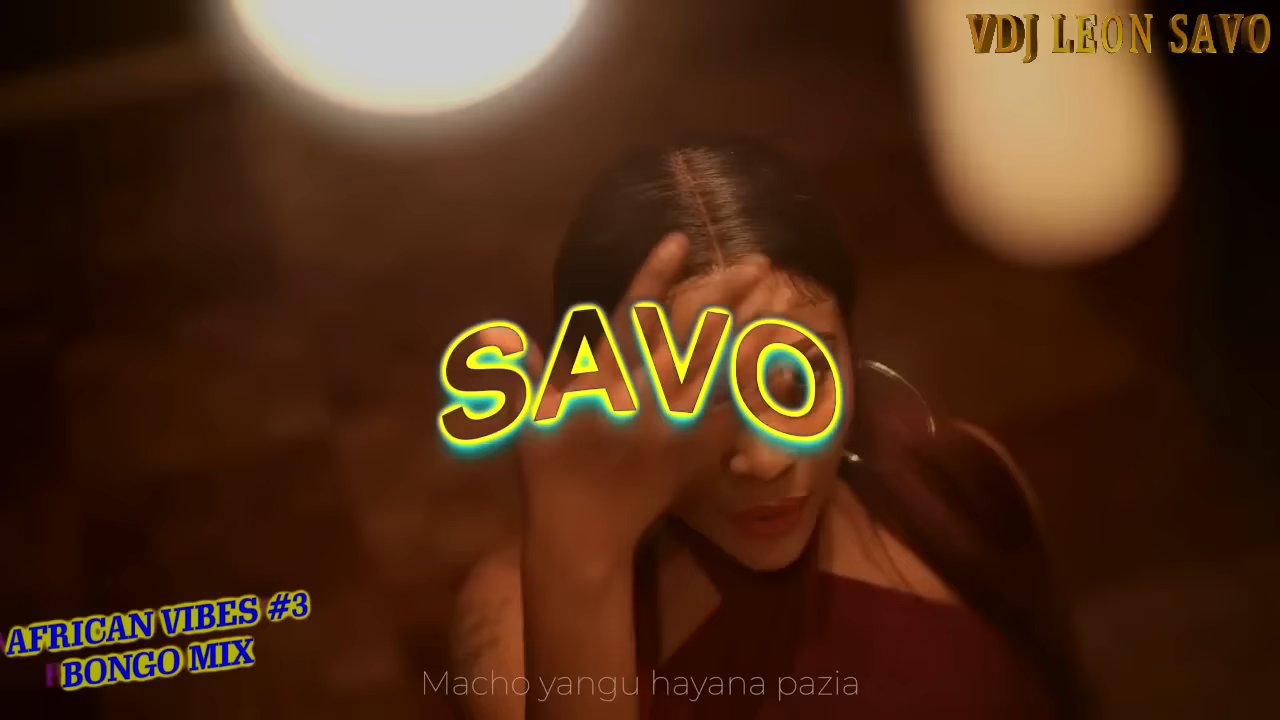 VDJ LEON SAVO
SAVO
AFRICAN VIBES #3
BONGO MIX
Macho yangu hayana pazia